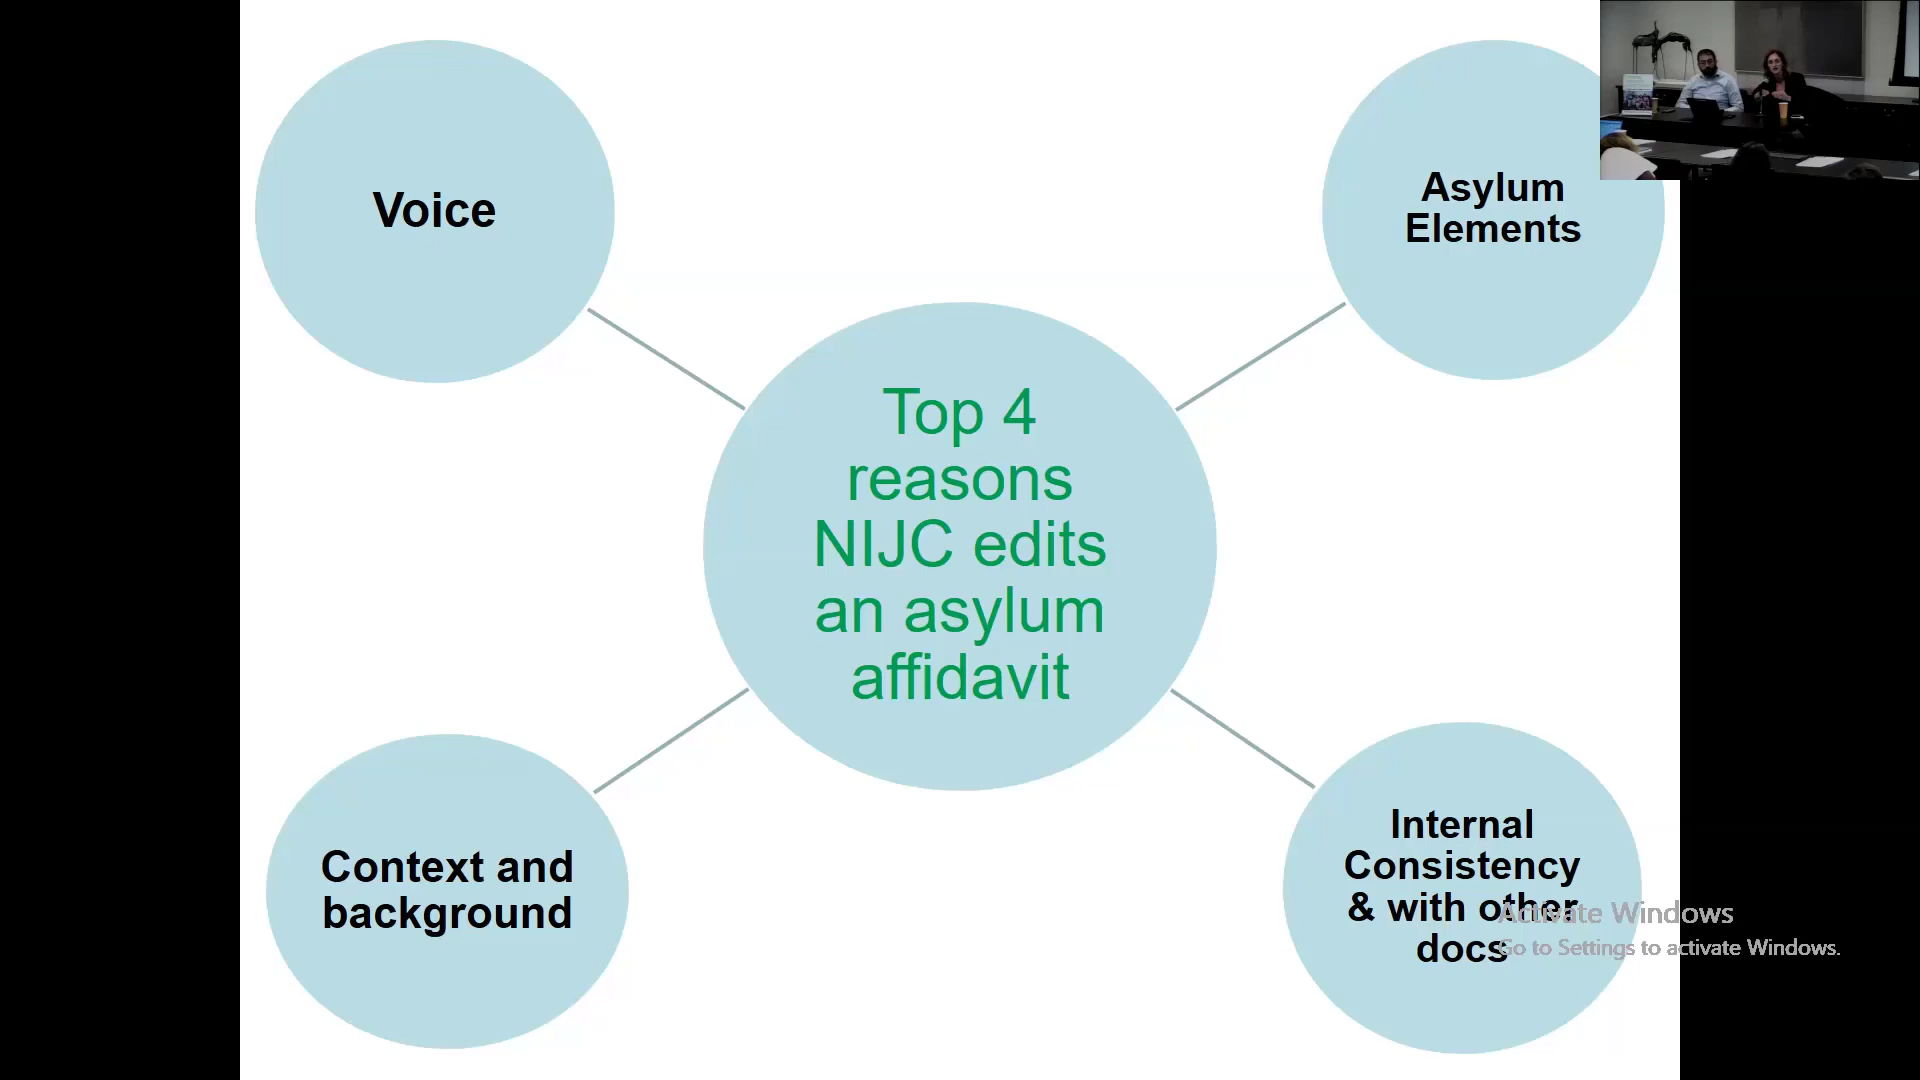 Voice
Asylum
Elements
Top 4
reasons
NIJC edits
an asylum
affidavit
Context and
background
Internal
Consistency
& with other
docs
Activate Windows
Go to Settings to activate Windows.